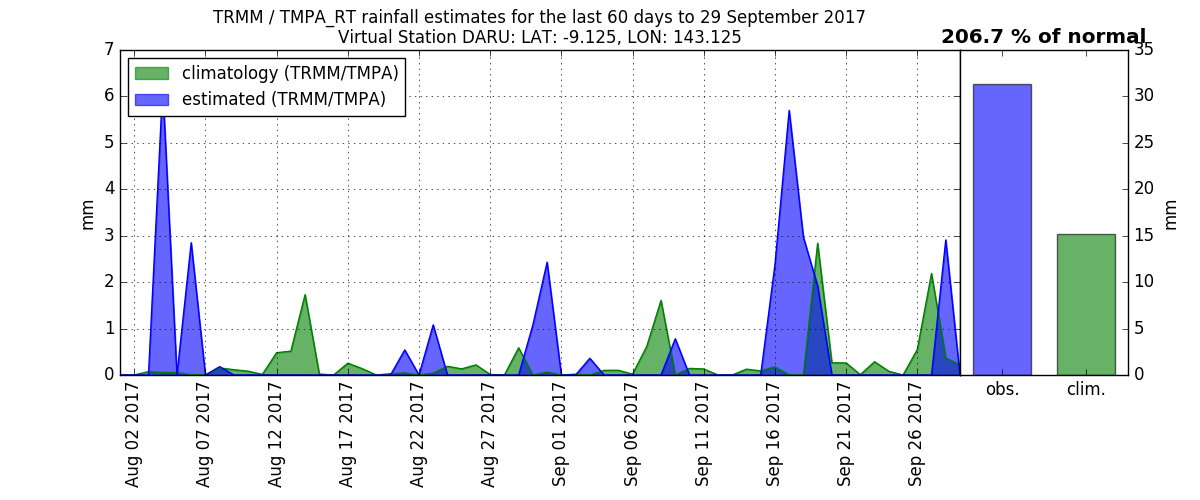 TRMM / TMPA_RT rainfall estimates for the last 60 days to 29 September 2017
Virtual Station DARU: LAT: -9.125, LON: 143.125
206.7 % of normal
climatology (TRMM/TMPA)
estimated (TRMM/TMPA)
7
6
5
4
3
2
1
0
mm
Aug 02 2017
Aug 07 2017
Aug 12 2017
Aug 17 2017
Aug 22 2017
Aug 27 2017
Sep 01 2017
Sep 06 2017
Sep 11 2017
Sep 16 2017
Sep 21 2017
Sep 26 2017
obs.
clim.
35
30
25
20
15
10
5
0
mm